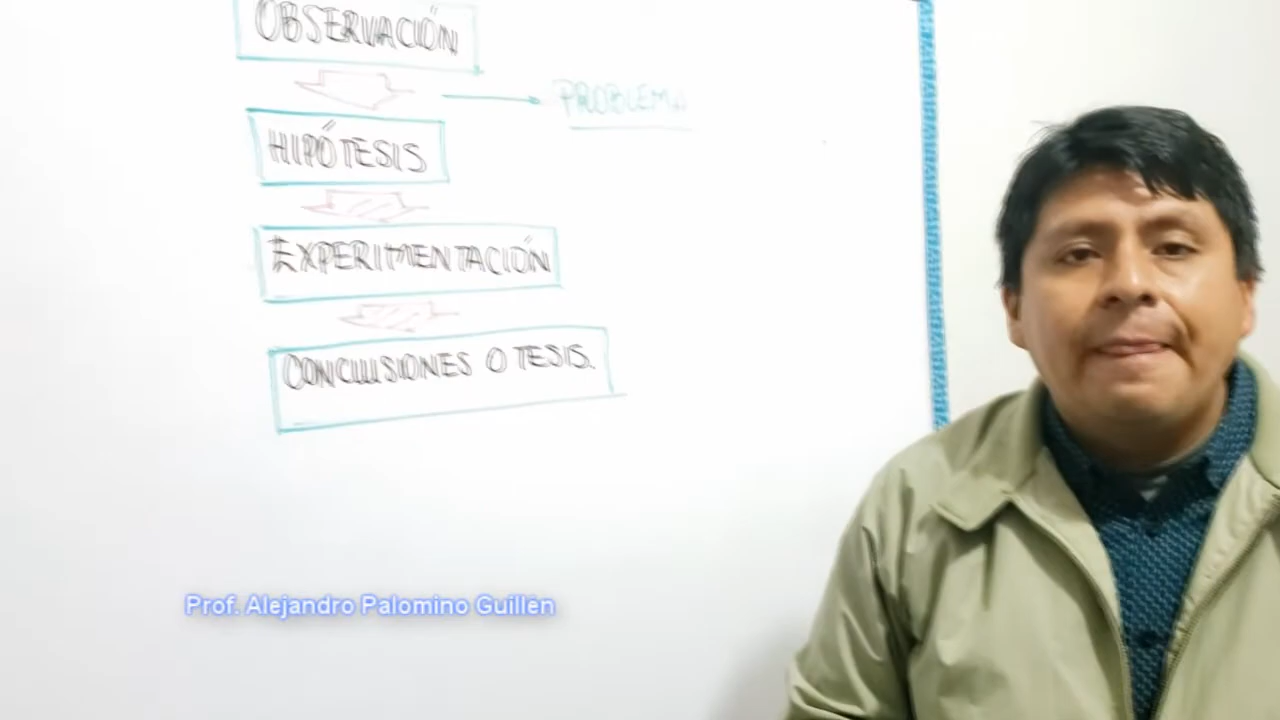 OBSERVACIÓN
PROBLEMA
HIPÓTESIS
EXPERIMENTACIÓN
CONCLUSIONES O TESIS.
Prof. Alejandro Palomino Guillén